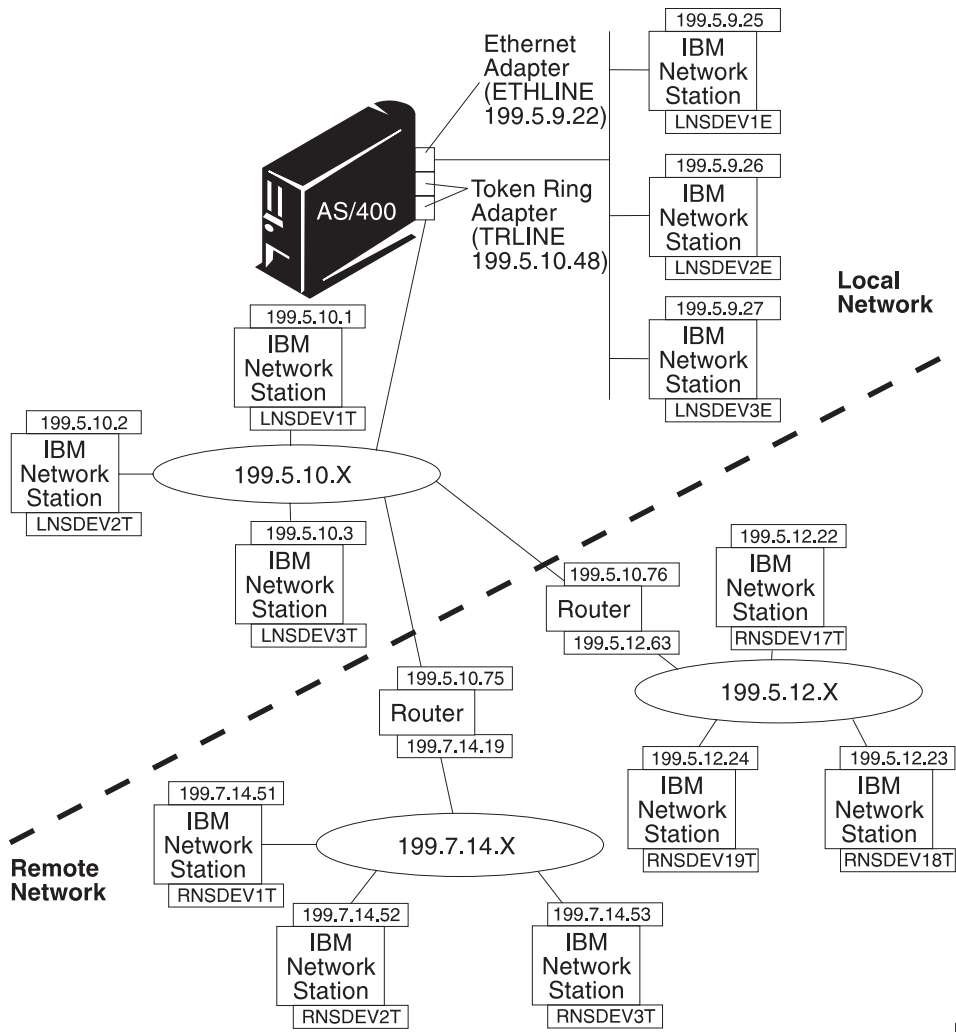 199.5.9.25
IBM
Network
Station
LNSDEV1E
Ethernet
Adapter
(ETHLINE
199.5.9.22)
AS/400
Token Ring
Adapter
(TRLINE
199.5.10.48)
199.5.9.26
IBM
Network
Station
LNSDEV2E
Local
Network
199.5.9.27
IBM
Network
Station
LNSDEV3E
199.5.10.1
IBM
Network
Station
LNSDEV1T
199.5.10.2
IBM
Network
Station
LNSDEV2T
199.5.10.X
199.5.10.3
IBM
Network
Station
LNSDEV3T
199.5.10.76
Router
199.5.12.63
199.5.12.22
IBM
Network
Station
RNSDEV17T
199.5.12.X
199.5.10.75
Router
199.7.14.19
199.5.12.24
IBM
Network
Station
RNSDEV19T
199.5.12.23
IBM
Network
Station
RNSDEV18T
Remote
Network
199.7.14.51
IBM
Network
Station
RNSDEV1T
199.7.14.X
199.7.14.52
IBM
Network
Station
RNSDEV2T
199.7.14.53
IBM
Network
Station
RNSDEV3T